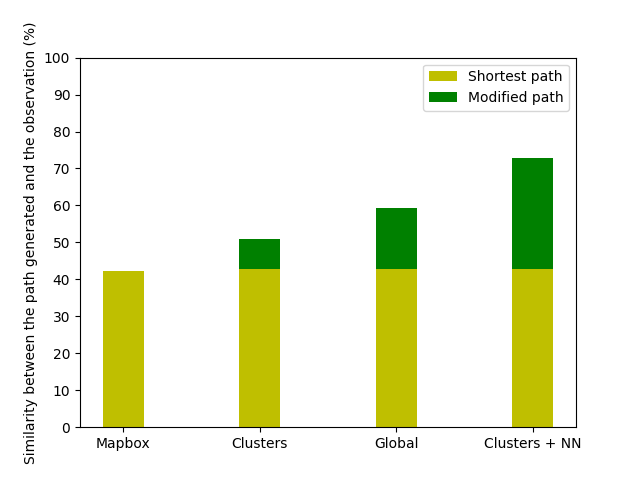 Similarity between the path generated and the observation (%)
100
90
80
70
60
50
40
30
20
10
0
Shortest path
Modified path
Mapbox
Clusters
Global
Clusters + NN